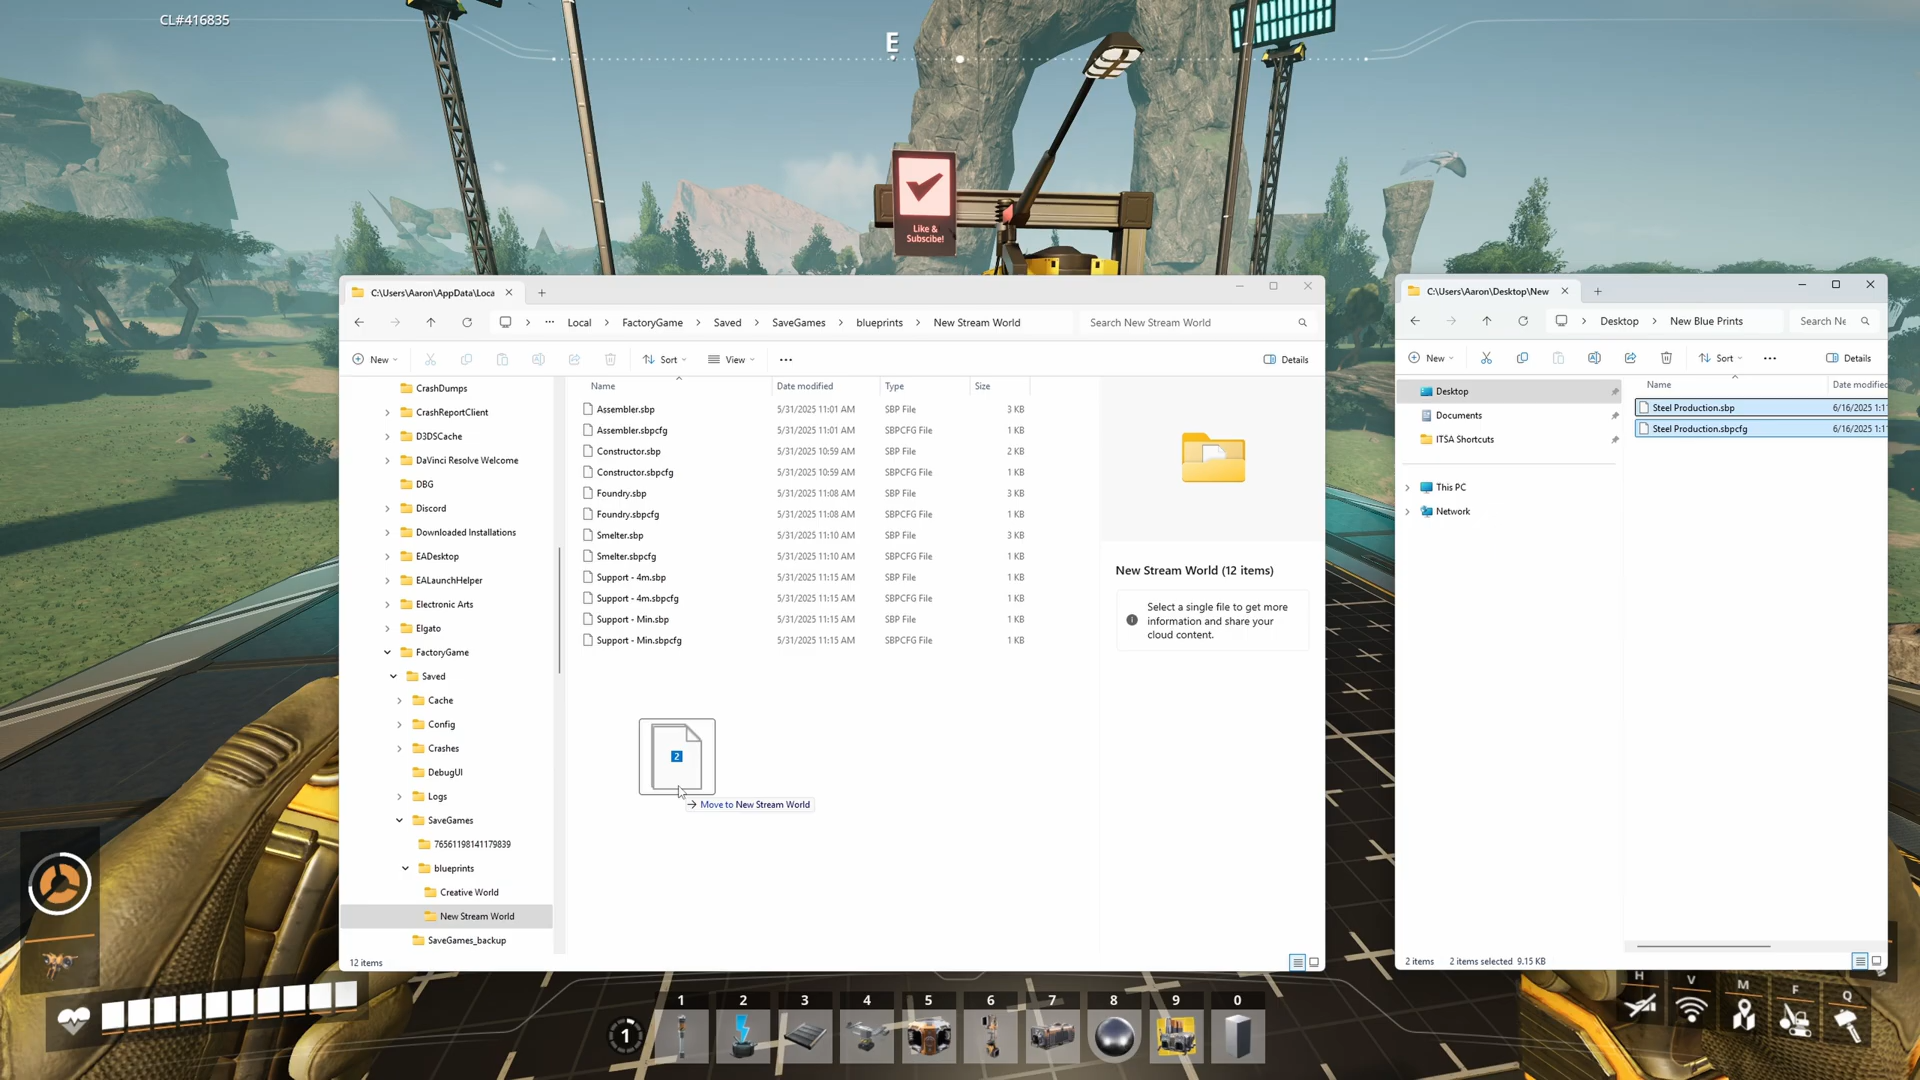 CL#416835
E
Like &
Subscibe!
C:\Users\Aaron\AppData\Loca
Local > FactoryGame > Saved > SaveGames > blueprints > New Stream World
Search New Stream World
New
Sort
View
Details
CrashDumps
CrashReportClient
D3DSCache
DaVinci Resolve Welcome
DBG
Discord
Downloaded Installations
EADesktop
EALaunchHelper
Electronic Arts
Elgato
FactoryGame
Saved
Cache
Config
Crashes
DebugUI
Logs
SaveGames
76561198141179839
blueprints
Creative World
New Stream World
SaveGames_backup
Name Date modified Type Size
Assembler.sbp 5/31/2025 11:01 AM SBP File 3 KB
Assembler.sbpcfg 5/31/2025 11:01 AM SBPCFG File 1 KB
Constructor.sbp 5/31/2025 10:59 AM SBP File 2 KB
Constructor.sbpcfg 5/31/2025 10:59 AM SBPCFG File 1 KB
Foundry.sbp 5/31/2025 11:08 AM SBP File 3 KB
Foundry.sbpcfg 5/31/2025 11:08 AM SBPCFG File 1 KB
Smelter.sbp 5/31/2025 11:10 AM SBP File 3 KB
Smelter.sbpcfg 5/31/2025 11:10 AM SBPCFG File 1 KB
Support - 4m.sbp 5/31/2025 11:15 AM SBP File 1 KB
Support - 4m.sbpcfg 5/31/2025 11:15 AM SBPCFG File 1 KB
Support - Min.sbp 5/31/2025 11:15 AM SBP File 1 KB
Support - Min.sbpcfg 5/31/2025 11:15 AM SBPCFG File 1 KB
2
Move to New Stream World
New Stream World (12 items)
Select a single file to get more
information and share your
cloud content.
12 items
C:\Users\Aaron\Desktop\New
Desktop > New Blue Prints
Search Ne
New
Sort
Details
Desktop
Documents
ITSA Shortcuts
This PC
Network
Name Date modified
Steel Production.sbp 6/16/2025 1:11
Steel Production.sbpcfg 6/16/2025 1:11
2 items 2 items selected 9.15 KB
1 2 3 4 5 6 7 8 9 0
1
H V M F Q